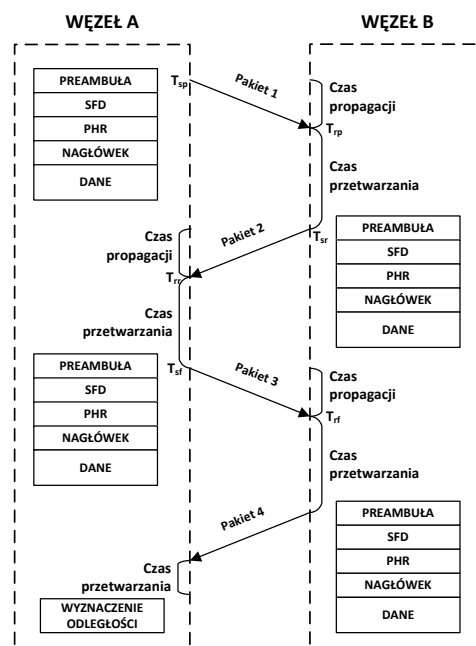 WĘZEŁ A
WĘZEŁ B
PREAMBUŁA
SFD
PHR
NAGŁÓWEK
DANE
Tsp
Pakiet 1
Czas
propagacji
Trp
Czas
przetwarzania
Czas
propagacji
Pakiet 2
Tsr
PREAMBUŁA
SFD
PHR
NAGŁÓWEK
DANE
Trr
Czas
przetwarzania
PREAMBUŁA
SFD
PHR
NAGŁÓWEK
DANE
Tsf
Pakiet 3
Czas
propagacji
Trf
Czas
przetwarzania
Pakiet 4
PREAMBUŁA
SFD
PHR
NAGŁÓWEK
DANE
Czas
przetwarzania
WYZNACZENIE
ODLEGŁOŚCI